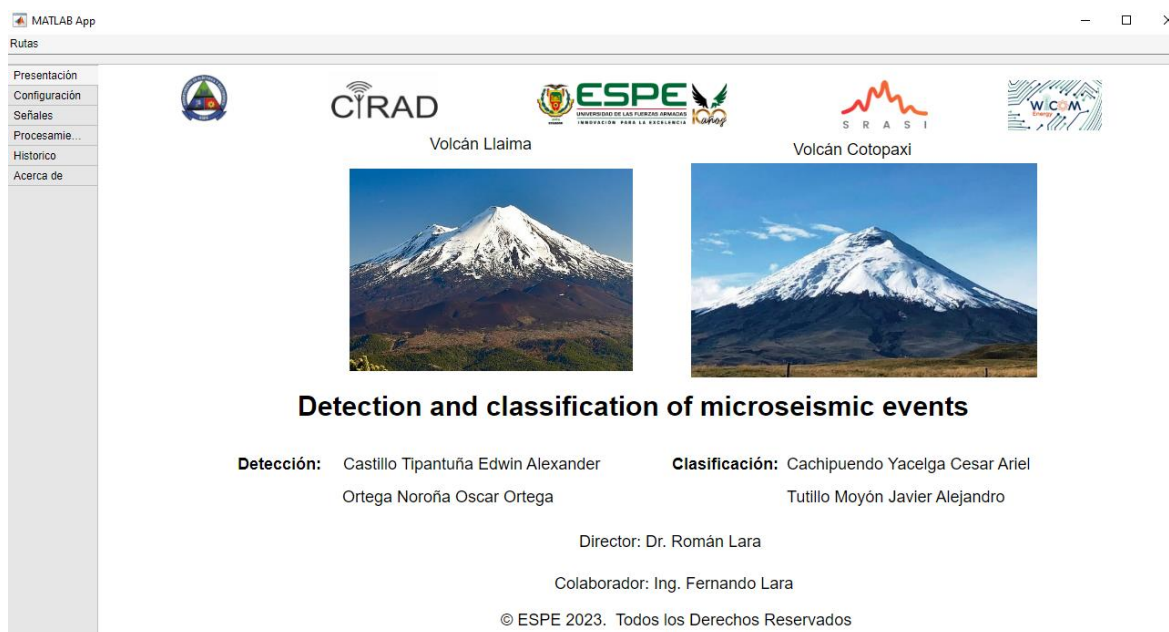 MATLAB App
Rutas
Presentación
Configuración
Señales
Procesamie...
Historico
Acerca de
CIRAD
ESPE
UNIVERSIDAD DE LAS FUERZAS ARMADAS
INNOVACIÓN PARA LA EXCELENCIA
100 años
S R A S I
WICOM
Energy
Volcán Llaima
Volcán Cotopaxi
Detection and classification of microseismic events
Detección: Castillo Tipantuña Edwin Alexander
Clasificación: Cachipuendo Yacelga Cesar Ariel
Ortega Noroña Oscar Ortega
Tutillo Moyón Javier Alejandro
Director: Dr. Román Lara
Colaborador: Ing. Fernando Lara
© ESPE 2023. Todos los Derechos Reservados